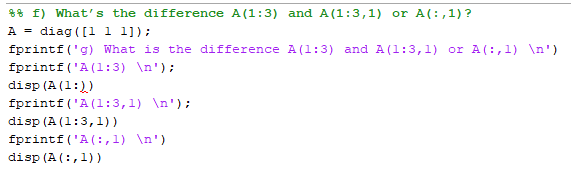 %% f) What's the difference A(1:3) and A(1:3,1) or A(:,1)?
A = diag([1 1 1]);
fprintf('g) What is the difference A(1:3) and A(1:3,1) or A(:,1) \n')
fprintf('A(1:3) \n');
disp(A(1:))
fprintf('A(1:3,1) \n');
disp(A(1:3,1))
fprintf('A(:,1) \n')
disp(A(:,1))